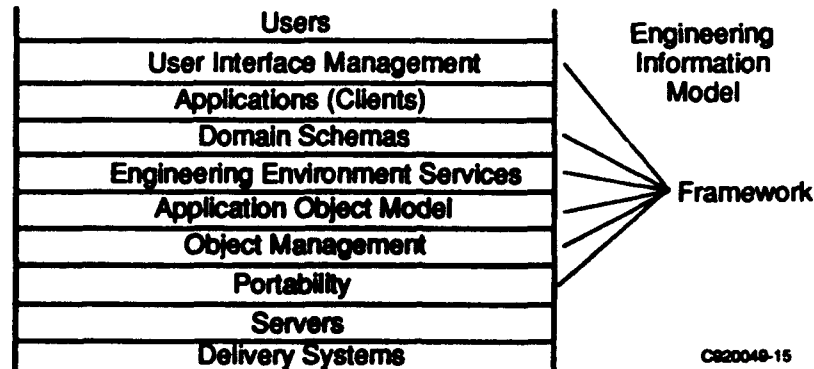 Users
User Interface Management
Applications (Clients)
Domain Schemas
Engineering Environment Services
Application Object Model
Object Management
Portability
Servers
Delivery Systems
Engineering
Information
Model
Framework
C920049-15